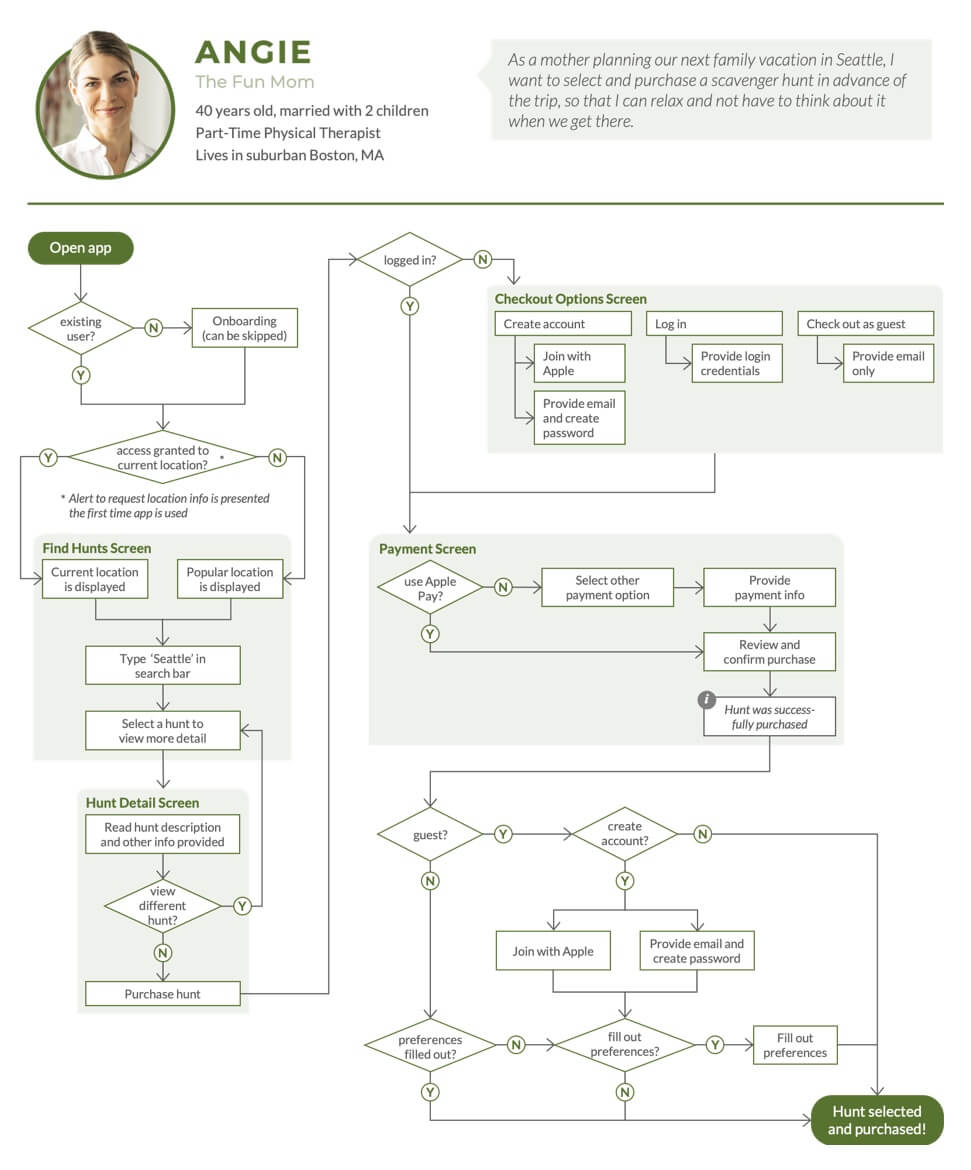 ANGIE
The Fun Mom
40 years old, married with 2 children
Part-Time Physical Therapist
Lives in suburban Boston, MA
As a mother planning our next family vacation in Seattle, I
want to select and purchase a scavenger hunt in advance of
the trip, so that I can relax and not have to think about it
when we get there.
Open app
existing
user?
N
Onboarding
(can be skipped)
Y
access granted to
current location? *
Y
N
* Alert to request location info is presented
the first time app is used
Find Hunts Screen
Current location
is displayed
Popular location
is displayed
Type ‘Seattle’ in
search bar
Select a hunt to
view more detail
Hunt Detail Screen
Read hunt description
and other info provided
view
different
hunt?
Y
N
Purchase hunt
logged in?
N
Y
Checkout Options Screen
Create account
Join with
Apple
Provide email
and create
password
Log in
Provide login
credentials
Check out as guest
Provide email
only
Payment Screen
use Apple
Pay?
N
Select other
payment option
Provide
payment info
Y
Review and
confirm purchase
i
Hunt was success-
fully purchased
guest?
Y
create
account?
N
N
Y
Join with Apple
Provide email and
create password
preferences
filled out?
N
fill out
preferences?
Y
Fill out
preferences
Y
N
Hunt selected
and purchased!